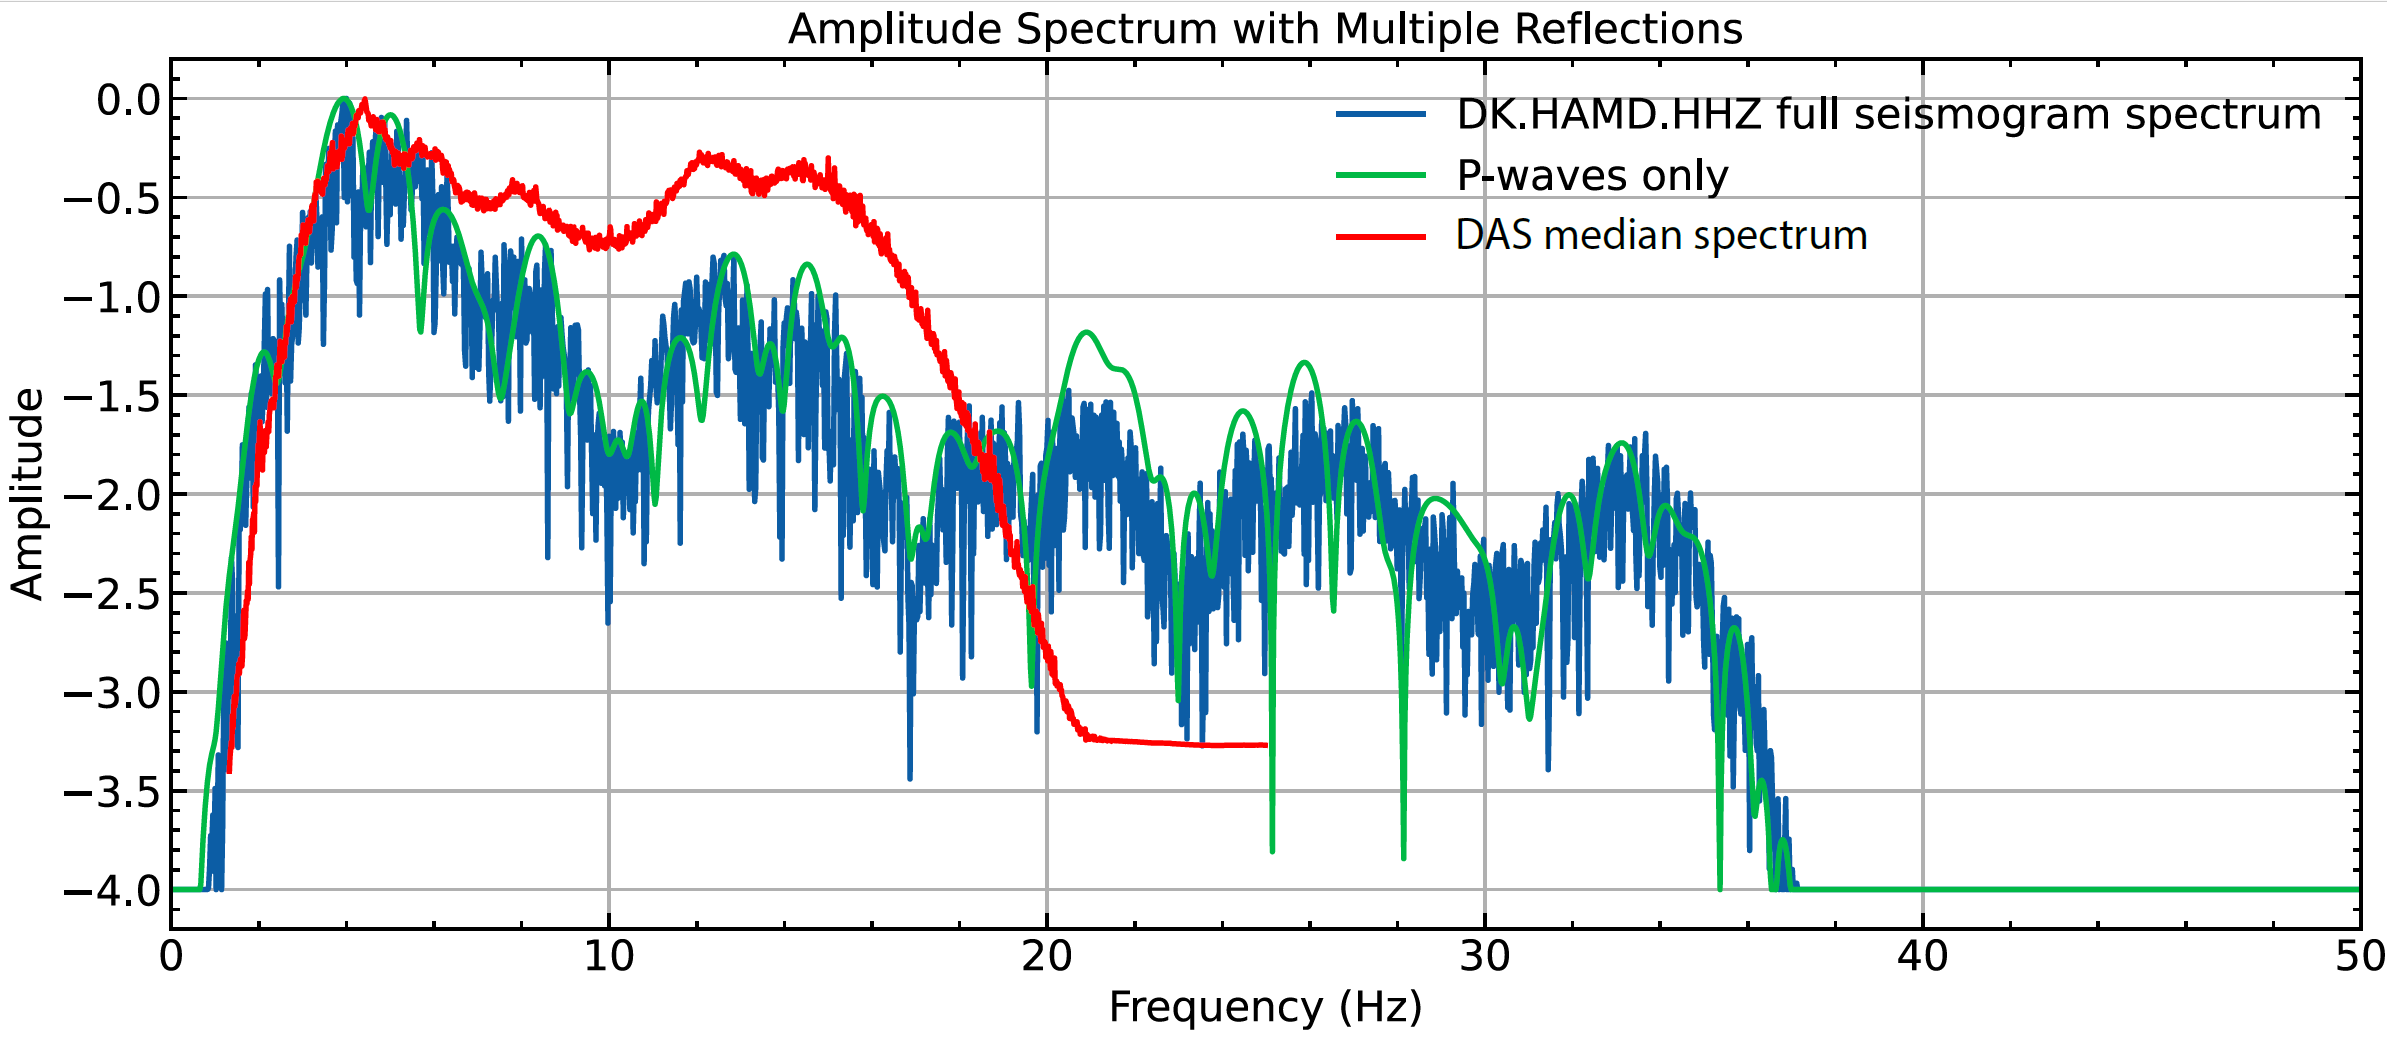 Amplitude Spectrum with Multiple Reflections
DK.HAMD.HHZ full seismogram spectrum
P-waves only
DAS median spectrum
Amplitude
0.0
−0.5
−1.0
−1.5
−2.0
−2.5
−3.0
−3.5
−4.0
0 10 20 30 40 50
Frequency (Hz)